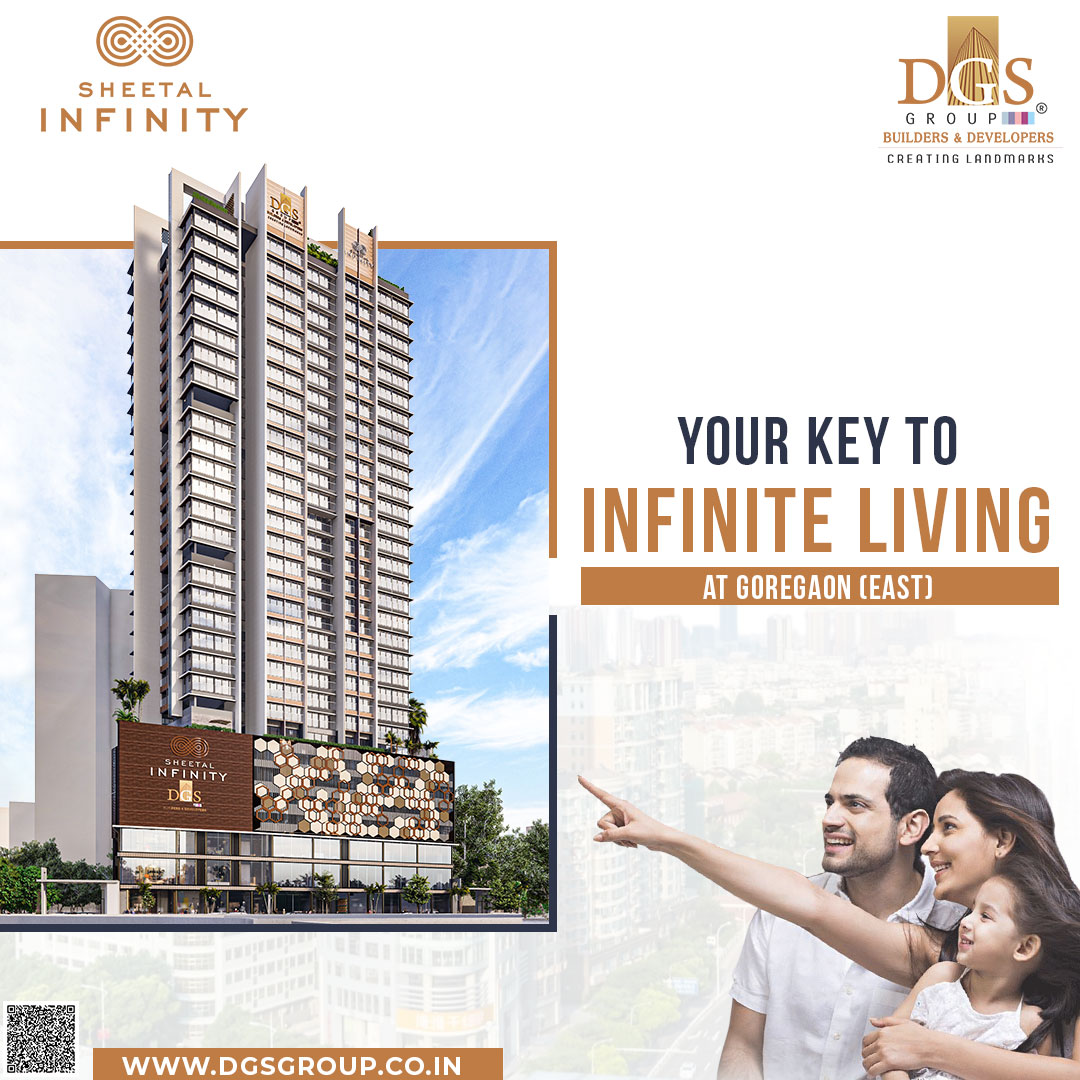 SHEETAL
INFINITY
DGS
GROUP®
BUILDERS & DEVELOPERS
CREATING LANDMARKS
DGS
YOUR KEY TO
INFINITE LIVING
AT GOREGAON (EAST)
SHEETAL
INFINITY
DGS
WWW.DGSGROUP.CO.IN